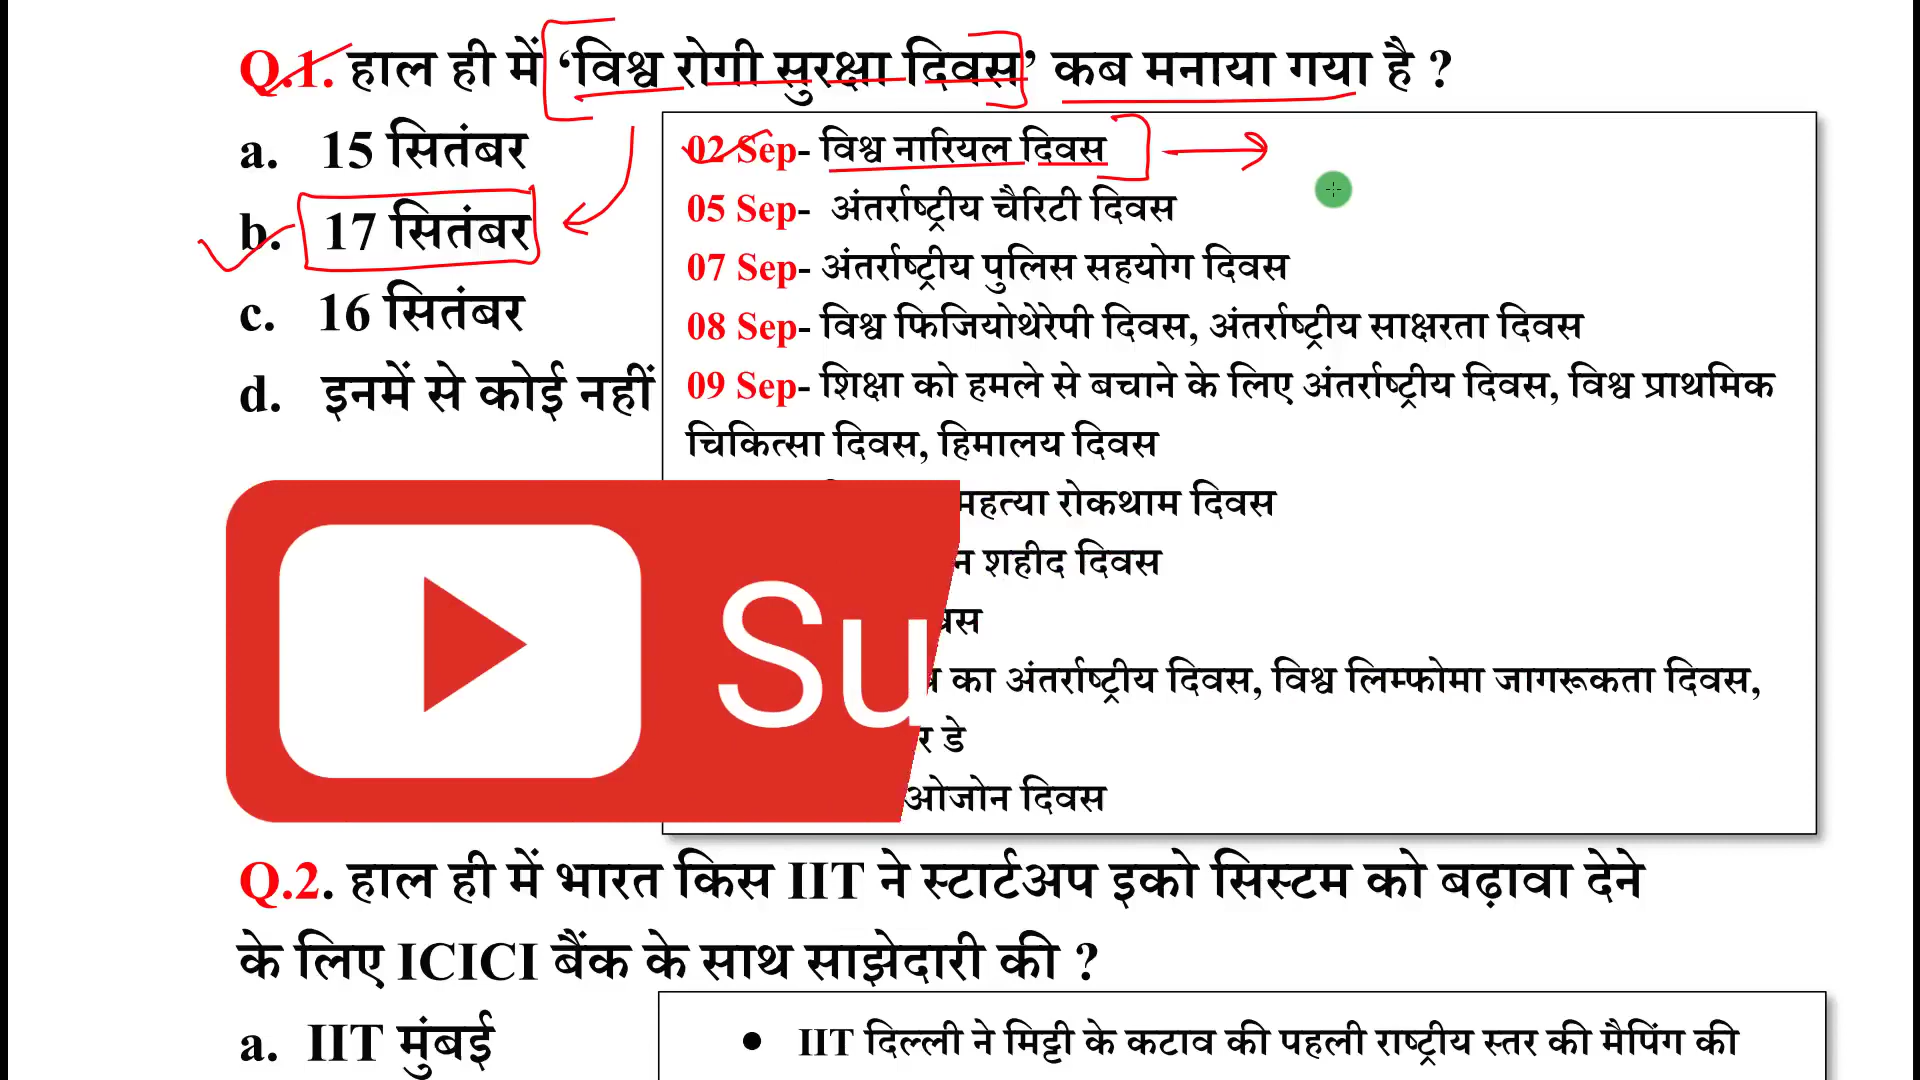 Q.1. हाल ही में ‘विश्व रोगी सुरक्षा दिवस’ कब मनाया गया है ?
a. 15 सितंबर
b. 17 सितंबर
c. 16 सितंबर
d. इनमें से कोई नहीं
02 Sep- विश्व नारियल दिवस
05 Sep- अंतर्राष्ट्रीय चैरिटी दिवस
07 Sep- अंतर्राष्ट्रीय पुलिस सहयोग दिवस
08 Sep- विश्व फिजियोथेरेपी दिवस, अंतर्राष्ट्रीय साक्षरता दिवस
09 Sep- शिक्षा को हमले से बचाने के लिए अंतर्राष्ट्रीय दिवस, विश्व प्राथमिक
चिकित्सा दिवस, हिमालय दिवस
रोकथाम दिवस
शहीद दिवस
का अंतर्राष्ट्रीय दिवस, विश्व लिम्फोमा जागरूकता दिवस,
डे
ओजोन दिवस
Su
Q.2. हाल ही में भारत किस IIT ने स्टार्टअप इको सिस्टम को बढ़ावा देने
के लिए ICICI बैंक के साथ साझेदारी की ?
a. IIT मुंबई
• IIT दिल्ली ने मिट्टी के कटाव की पहली राष्ट्रीय स्तर की मैपिंग की